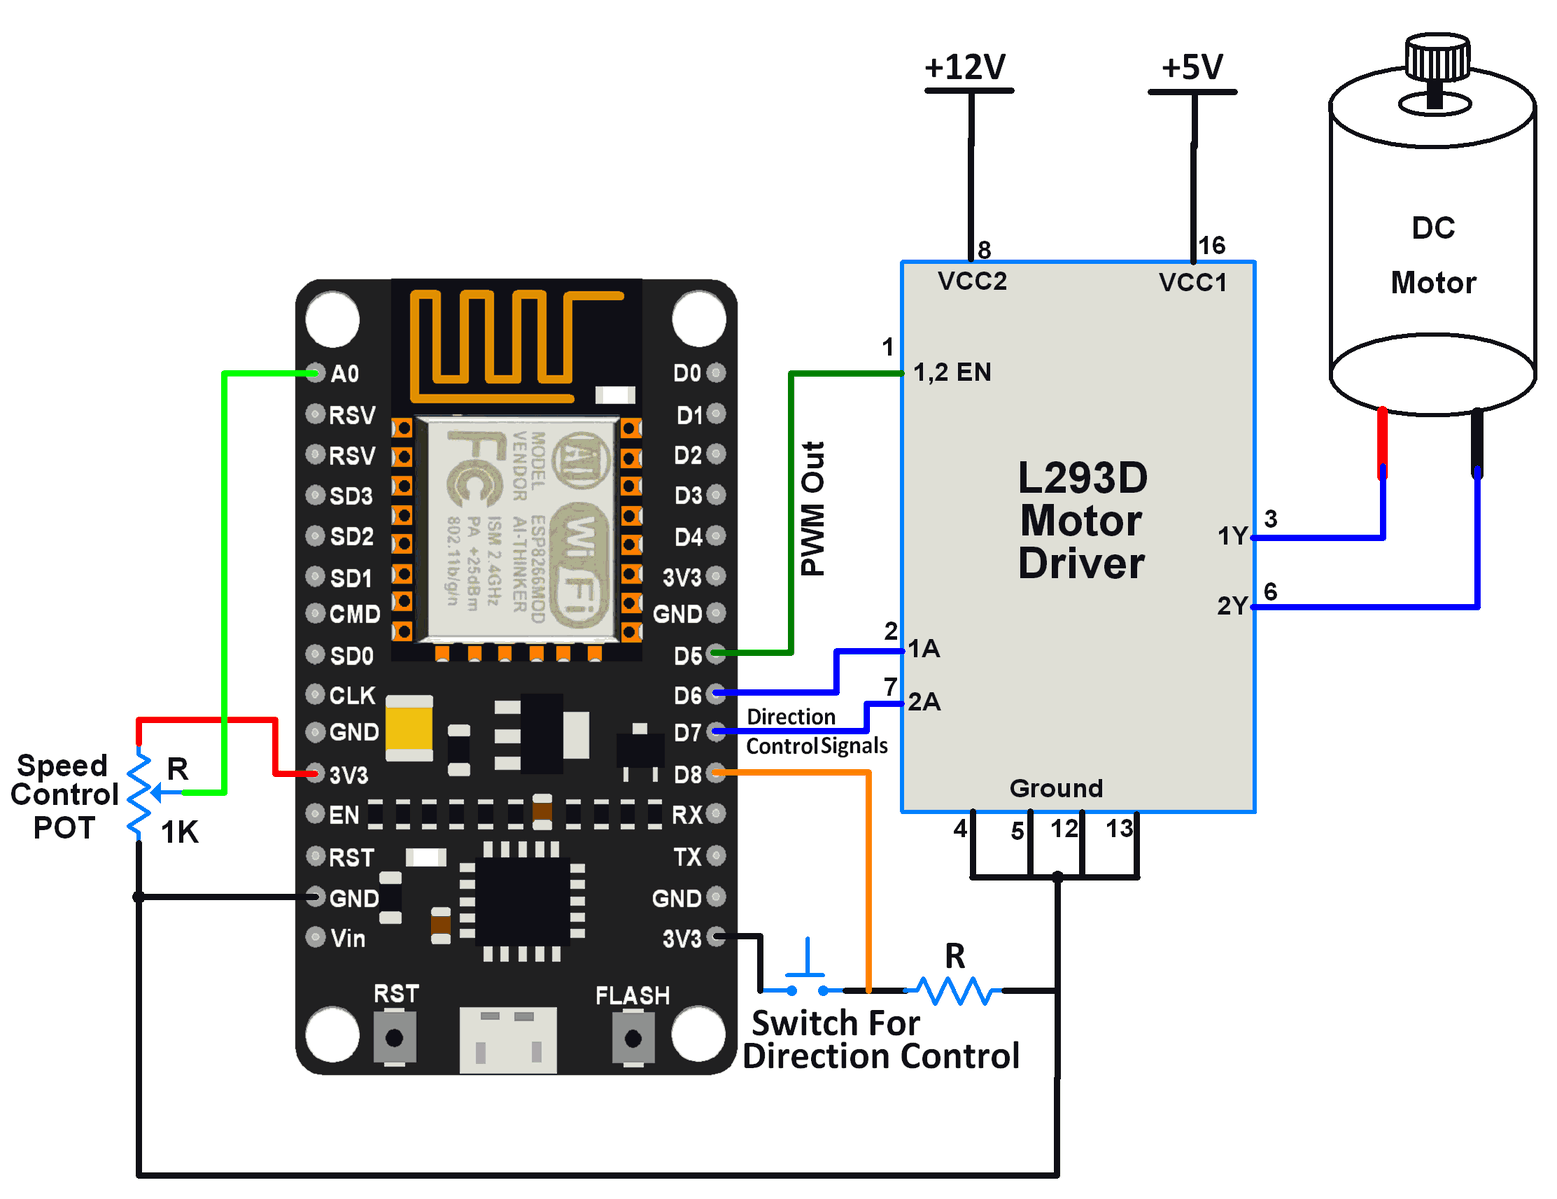 +12V
+5V
8
VCC2
16
VCC1
DC
Motor
1
1,2 EN
L293D
Motor
Driver
PWM Out
1Y
3
2Y
6
2
1A
7
2A
Direction
Control Signals
Ground
4
5
12
13
A0
RSV
RSV
SD3
SD2
SD1
CMD
SD0
CLK
GND
3V3
EN
RST
GND
Vin
D0
D1
D2
D3
D4
3V3
GND
D5
D6
D7
D8
RX
TX
GND
3V3
MODEL
VENDOR
ESP8266MOD
AI-THINKER
ISM 2.4GHz
PA +25dBm
802.11b/g/n
FC
AI
WiFi
Speed
Control
POT
R
1K
RST
FLASH
R
Switch For
Direction Control